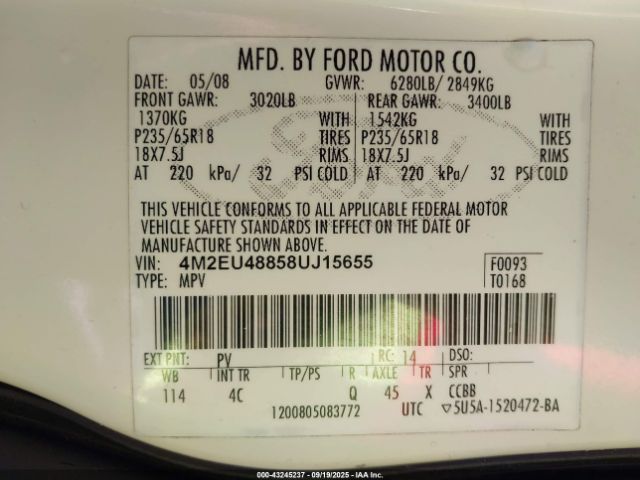 MFD. BY FORD MOTOR CO.
DATE: 05/08 GVWR: 6280LB/ 2849KG
FRONT GAWR: 3020LB REAR GAWR: 3400LB
1370KG WITH 1542KG WITH
P235/65R18 TIRES P235/65R18 TIRES
18X7.5J RIMS 18X7.5J RIMS
AT 220 kPa/ 32 PSI COLD AT 220 kPa/ 32 PSI COLD
THIS VEHICLE CONFORMS TO ALL APPLICABLE FEDERAL MOTOR
VEHICLE SAFETY STANDARDS IN EFFECT ON THE DATE OF
MANUFACTURE SHOWN ABOVE.
VIN: 4M2EU48858UJ15655 F0093
TYPE: MPV T0168
EXT PNT: PV RC: 14 DSO:
WB INT TR TP/PS R AXLE TR SPR
114 4C Q 45 X CCBB
1200805083772 UTC ▽5U5A-1520472-BA
000-43245237 - 09/19/2025 - IAAI INC.